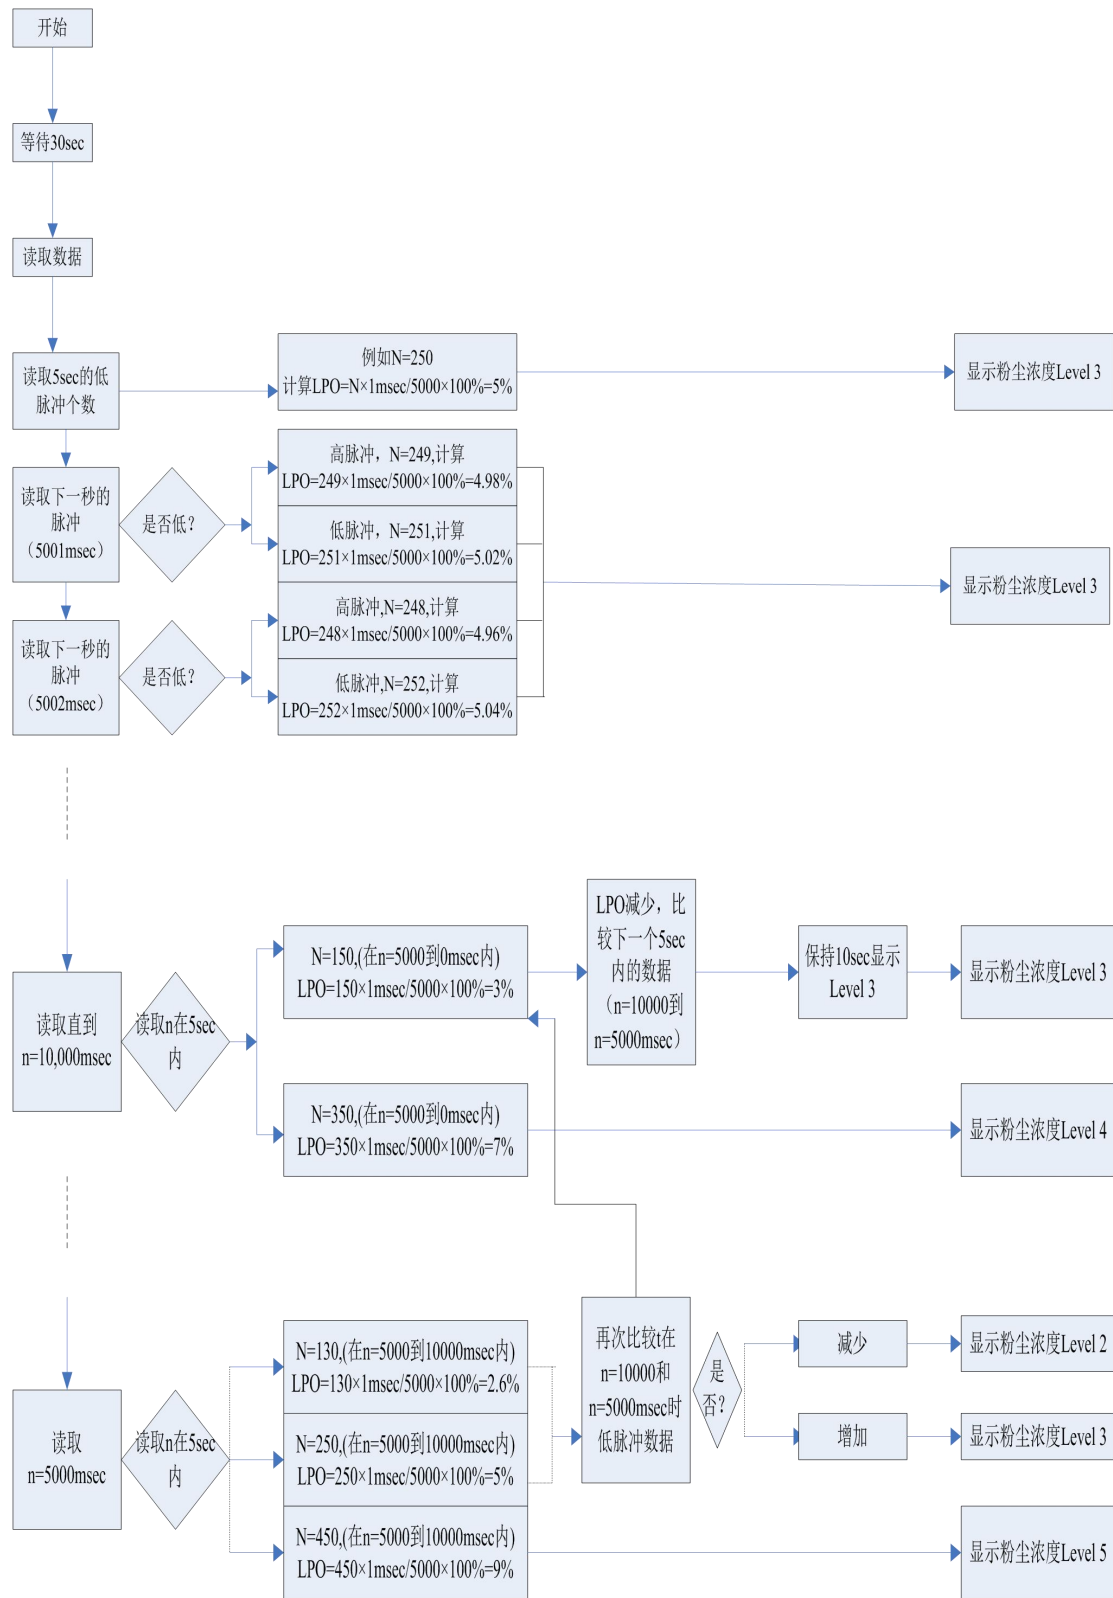 开始
等待30sec
读取数据
读取5sec的低
脉冲个数
例如N=250
计算LPO=N×1msec/5000×100%=5%
显示粉尘浓度Level 3
读取下一秒的
脉冲
（5001msec）
是否低?
高脉冲，N=249,计算
LPO=249×1msec/5000×100%=4.98%
低脉冲，N=251,计算
LPO=251×1msec/5000×100%=5.02%
读取下一秒的
脉冲
（5002msec）
是否低?
高脉冲,N=248,计算
LPO=248×1msec/5000×100%=4.96%
低脉冲,N=252,计算
LPO=252×1msec/5000×100%=5.04%
显示粉尘浓度Level 3
读取直到
n=10,000msec
读取n在5sec
内
N=150,(在n=5000到0msec内)
LPO=150×1msec/5000×100%=3%
LPO减少，比
较下一个5sec
内的数据
（n=10000到
n=5000msec）
保持10sec显示
Level 3
显示粉尘浓度Level 3
N=350,(在n=5000到0msec内)
LPO=350×1msec/5000×100%=7%
显示粉尘浓度Level 4
读取
n=5000msec
读取n在5sec
内
N=130,(在n=5000到10000msec内)
LPO=130×1msec/5000×100%=2.6%
N=250,(在n=5000到10000msec内)
LPO=250×1msec/5000×100%=5%
N=450,(在n=5000到10000msec内)
LPO=450×1msec/5000×100%=9%
再次比较t在
n=10000和
n=5000msec时
低脉冲数据
是
否?
减少
显示粉尘浓度Level 2
增加
显示粉尘浓度Level 3
显示粉尘浓度Level 5